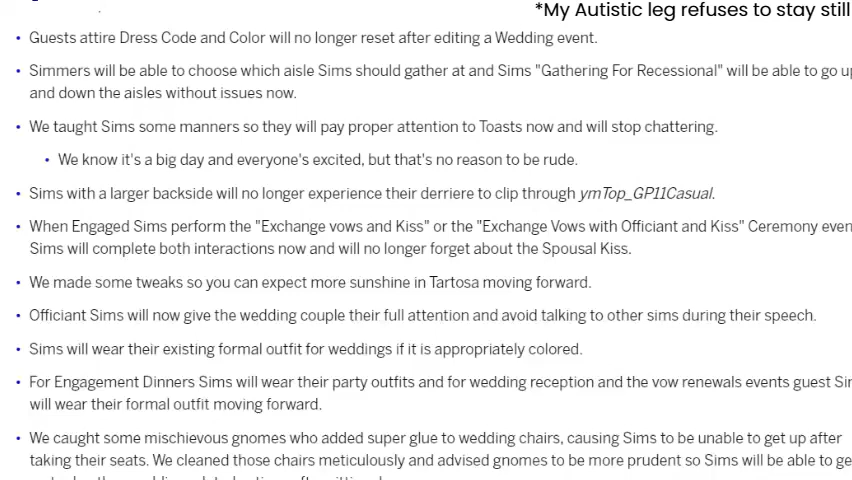 *My Autistic leg refuses to stay still
• Guests attire Dress Code and Color will no longer reset after editing a Wedding event.
• Simmers will be able to choose which aisle Sims should gather at and Sims "Gathering For Recessional" will be able to go up
and down the aisles without issues now.
• We taught Sims some manners so they will pay proper attention to Toasts now and will stop chattering.
• We know it's a big day and everyone's excited, but that's no reason to be rude.
• Sims with a larger backside will no longer experience their derriere to clip through ymTop_GP11Casual.
• When Engaged Sims perform the "Exchange vows and Kiss" or the "Exchange Vows with Officiant and Kiss" Ceremony even
Sims will complete both interactions now and will no longer forget about the Spousal Kiss.
• We made some tweaks so you can expect more sunshine in Tartosa moving forward.
• Officiant Sims will now give the wedding couple their full attention and avoid talking to other sims during their speech.
• Sims will wear their existing formal outfit for weddings if it is appropriately colored.
• For Engagement Dinners Sims will wear their party outfits and for wedding reception and the vow renewals events guest Sir
will wear their formal outfit moving forward.
• We caught some mischievous gnomes who added super glue to wedding chairs, causing Sims to be unable to get up after
taking their seats. We cleaned those chairs meticulously and advised gnomes to be more prudent so Sims will be able to ge